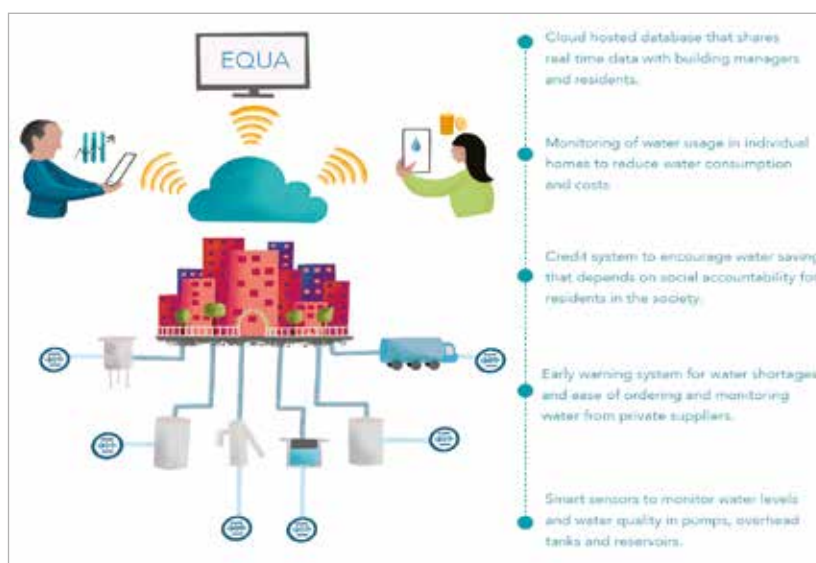 EQUA
Cloud hosted database that shares
real time data with building managers
and residents.
Monitoring of water usage in individual
homes to reduce water consumption
and costs
Credit system to encourage water saving
that depends on social accountability for
residents in the society.
Early warning system for water shortages
and ease of ordering and monitoring
water from private suppliers.
Smart sensors to monitor water levels
and water quality in pumps, overhead
tanks and reservoirs.